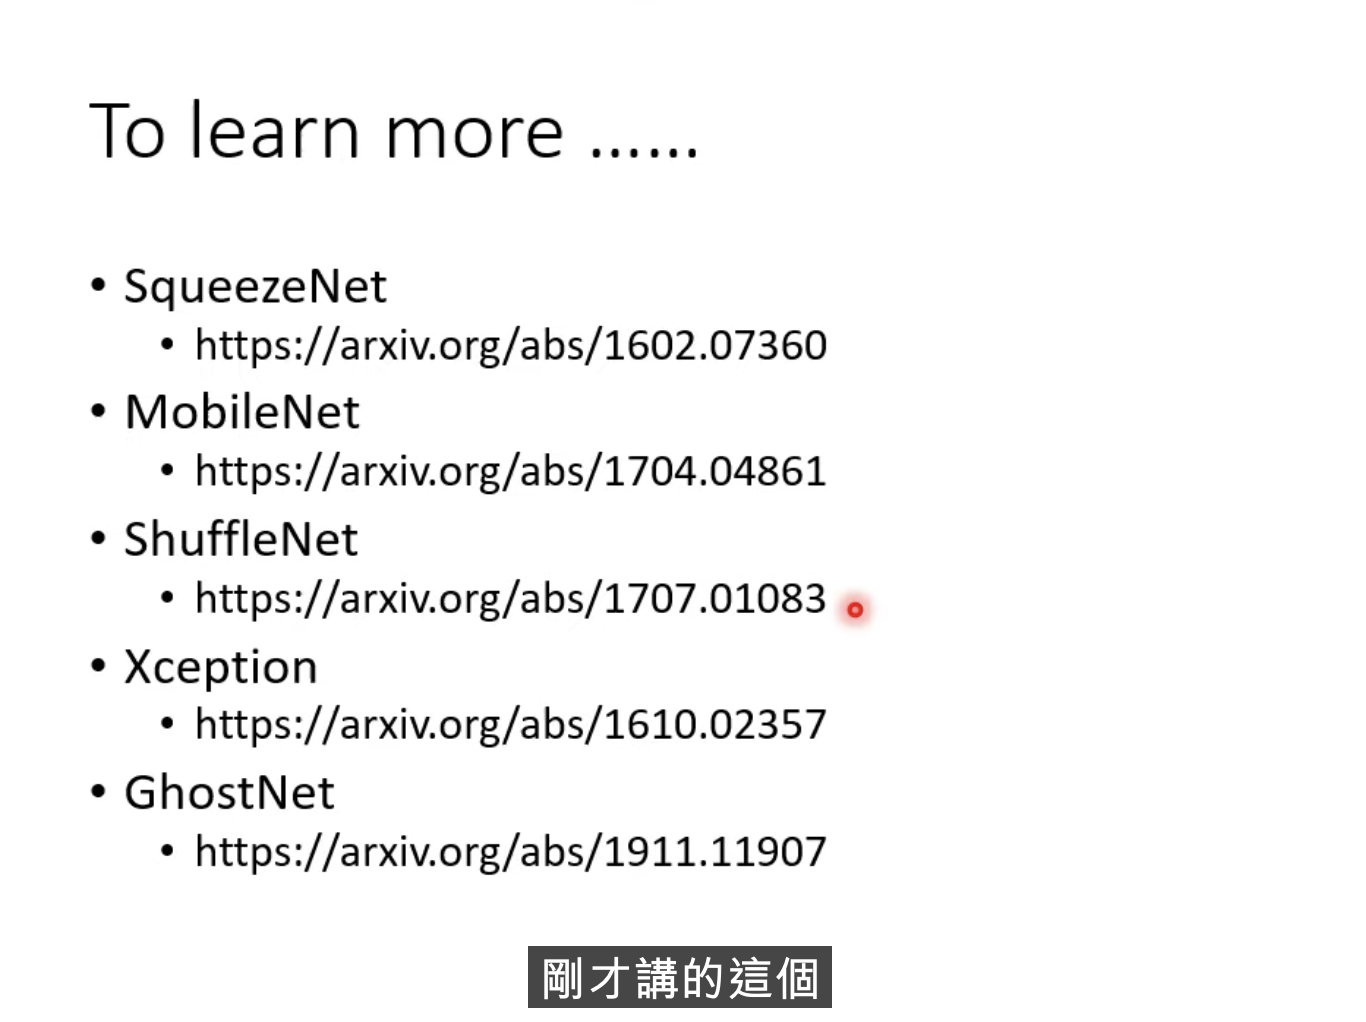 To learn more ......
• SqueezeNet
• https://arxiv.org/abs/1602.07360
• MobileNet
• https://arxiv.org/abs/1704.04861
• ShuffleNet
• https://arxiv.org/abs/1707.01083
• Xception
• https://arxiv.org/abs/1610.02357
• GhostNet
• https://arxiv.org/abs/1911.11907
剛才講的這個